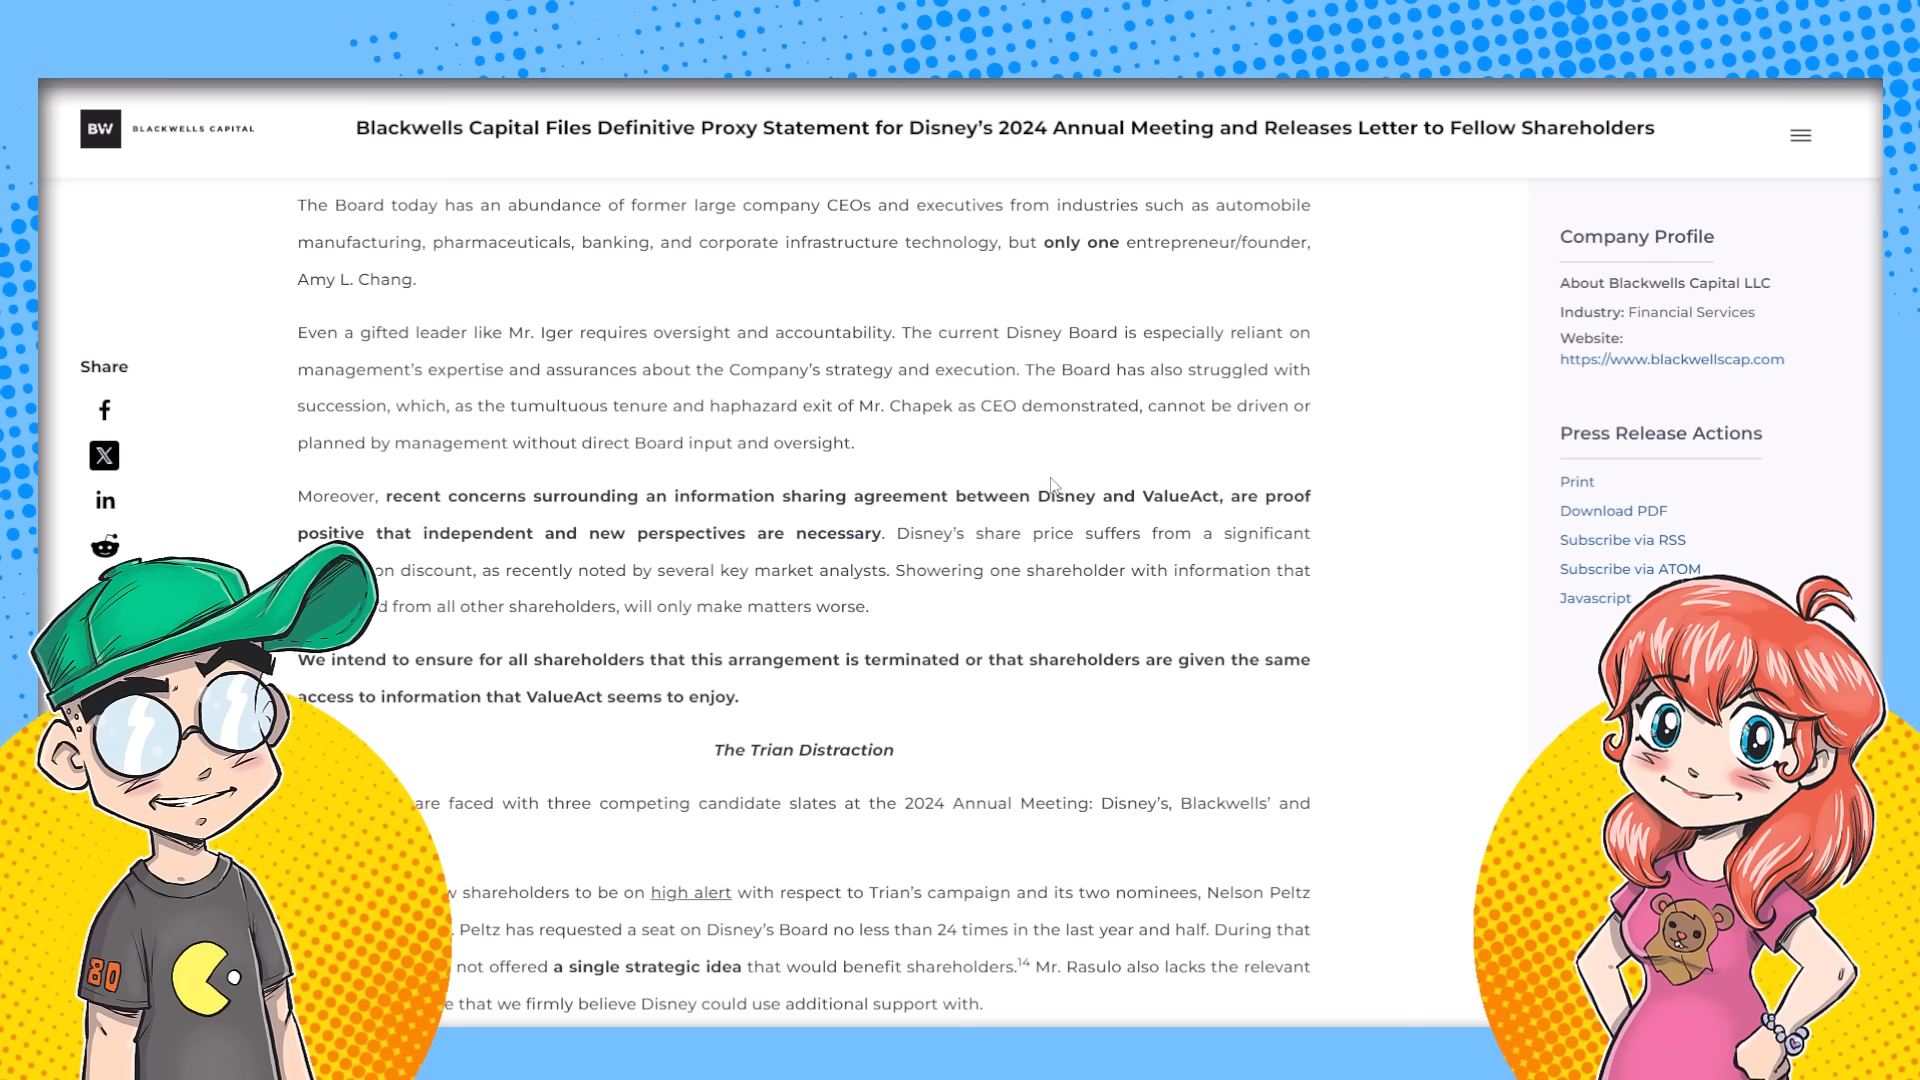 BW BLACKWELLS CAPITAL
Blackwells Capital Files Definitive Proxy Statement for Disney's 2024 Annual Meeting and Releases Letter to Fellow Shareholders
The Board today has an abundance of former large company CEOs and executives from industries such as automobile
manufacturing, pharmaceuticals, banking, and corporate infrastructure technology, but only one entrepreneur/founder,
Amy L. Chang.
Even a gifted leader like Mr. Iger requires oversight and accountability. The current Disney Board is especially reliant on
management's expertise and assurances about the Company's strategy and execution. The Board has also struggled with
succession, which, as the tumultuous tenure and haphazard exit of Mr. Chapek as CEO demonstrated, cannot be driven or
planned by management without direct Board input and oversight.
Moreover, recent concerns surrounding an information sharing agreement between Disney and ValueAct, are proof
positive that independent and new perspectives are necessary. Disney's share price suffers from a significant
on discount, as recently noted by several key market analysts. Showering one shareholder with information that
d from all other shareholders, will only make matters worse.
We intend to ensure for all shareholders that this arrangement is terminated or that shareholders are given the same
access to information that ValueAct seems to enjoy.
The Trian Distraction
are faced with three competing candidate slates at the 2024 Annual Meeting: Disney's, Blackwells' and
shareholders to be on high alert with respect to Trian's campaign and its two nominees, Nelson Peltz
. Peltz has requested a seat on Disney's Board no less than 24 times in the last year and half. During that
not offered a single strategic idea that would benefit shareholders.14 Mr. Rasulo also lacks the relevant
e that we firmly believe Disney could use additional support with.
Share
f
X
in
Company Profile
About Blackwells Capital LLC
Industry: Financial Services
Website:
https://www.blackwellscap.com
Press Release Actions
Print
Download PDF
Subscribe via RSS
Subscribe via ATOM
Javascript
80